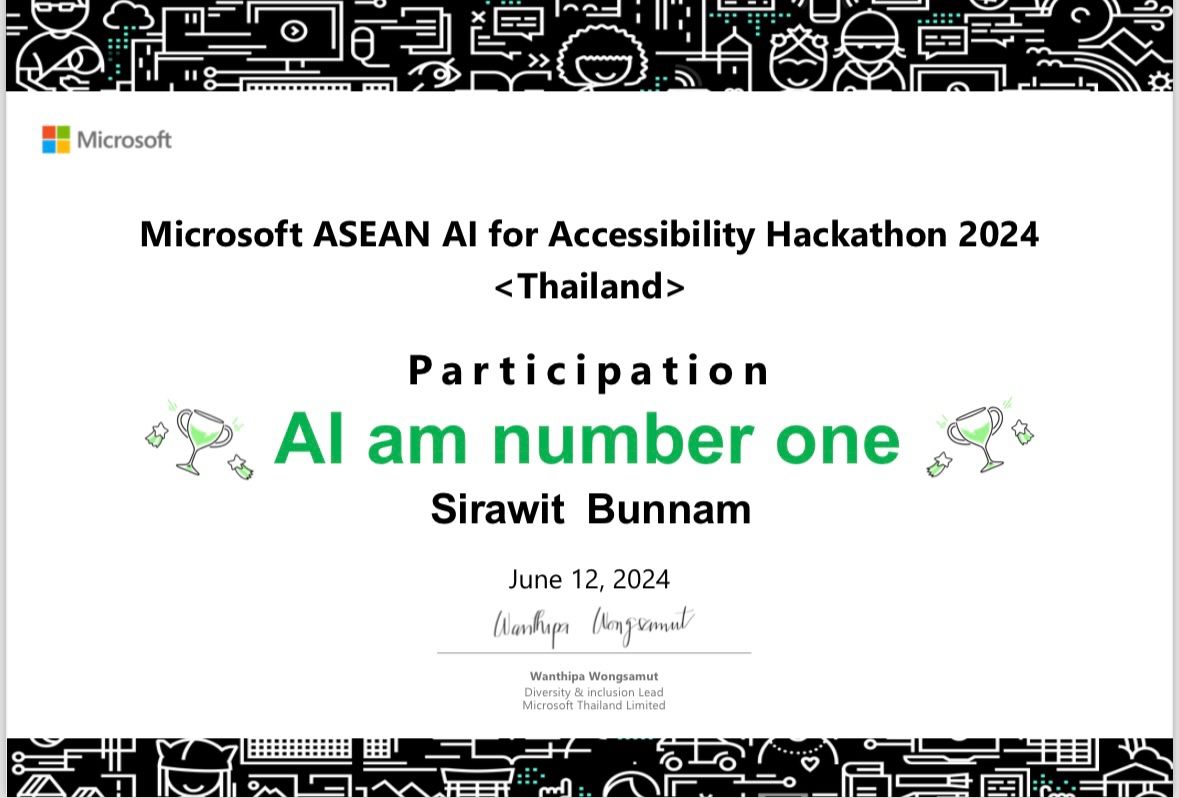 Microsoft
Microsoft ASEAN AI for Accessibility Hackathon 2024
<Thailand>
Participation
AI am number one
Sirawit Bunnam
June 12, 2024
Wanthipa Wongsamut
Wanthipa Wongsamut
Diversity & inclusion Lead
Microsoft Thailand Limited